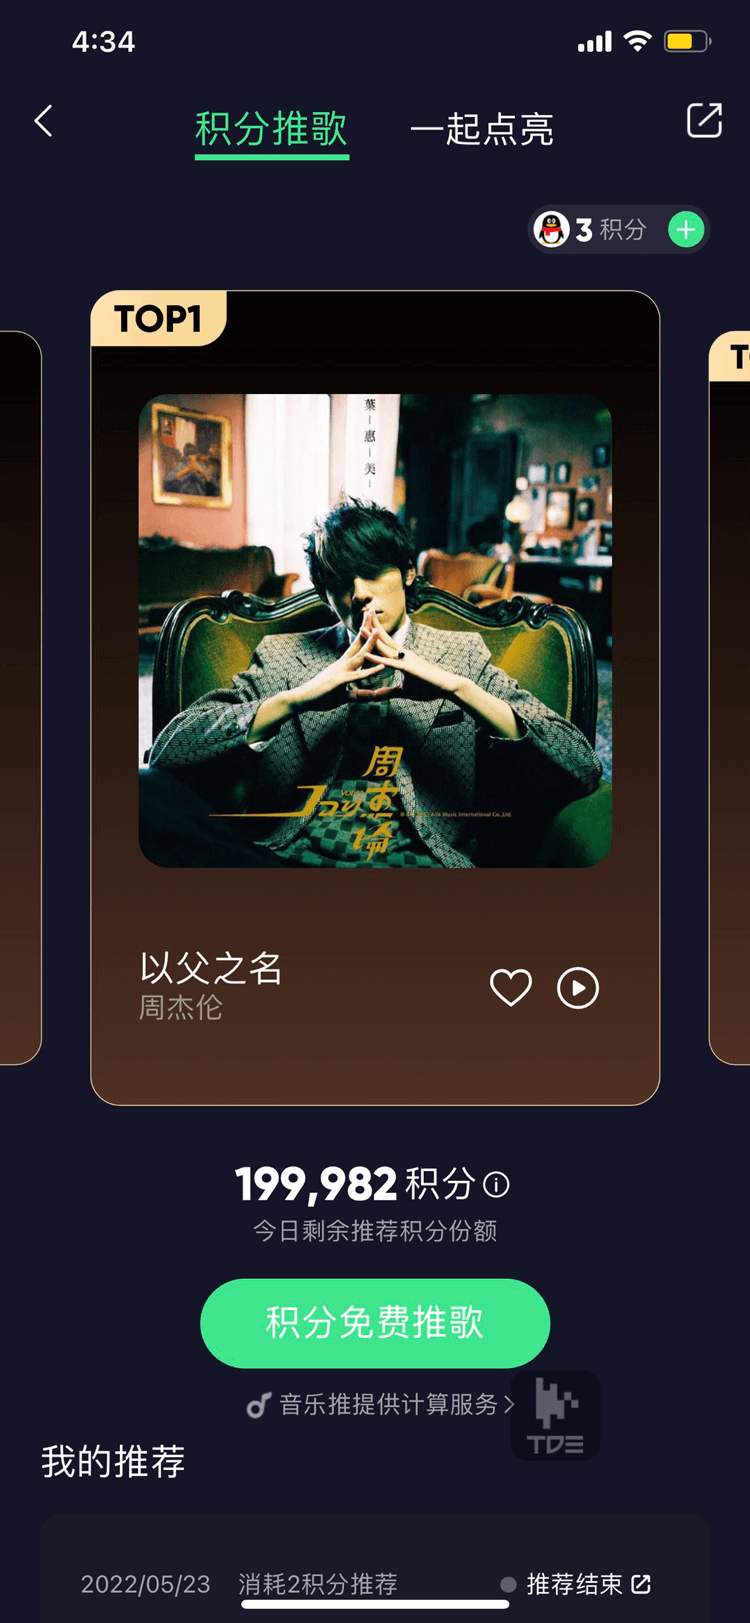 4:34
积分推歌 一起点亮
3 积分
TOP1
葉惠美
周杰倫
Jay
以父之名
周杰伦
199,982 积分
今日剩余推荐积分份额
积分免费推歌
音乐推提供计算服务
TDE
我的推荐
2022/05/23 消耗2积分推荐 推荐结束